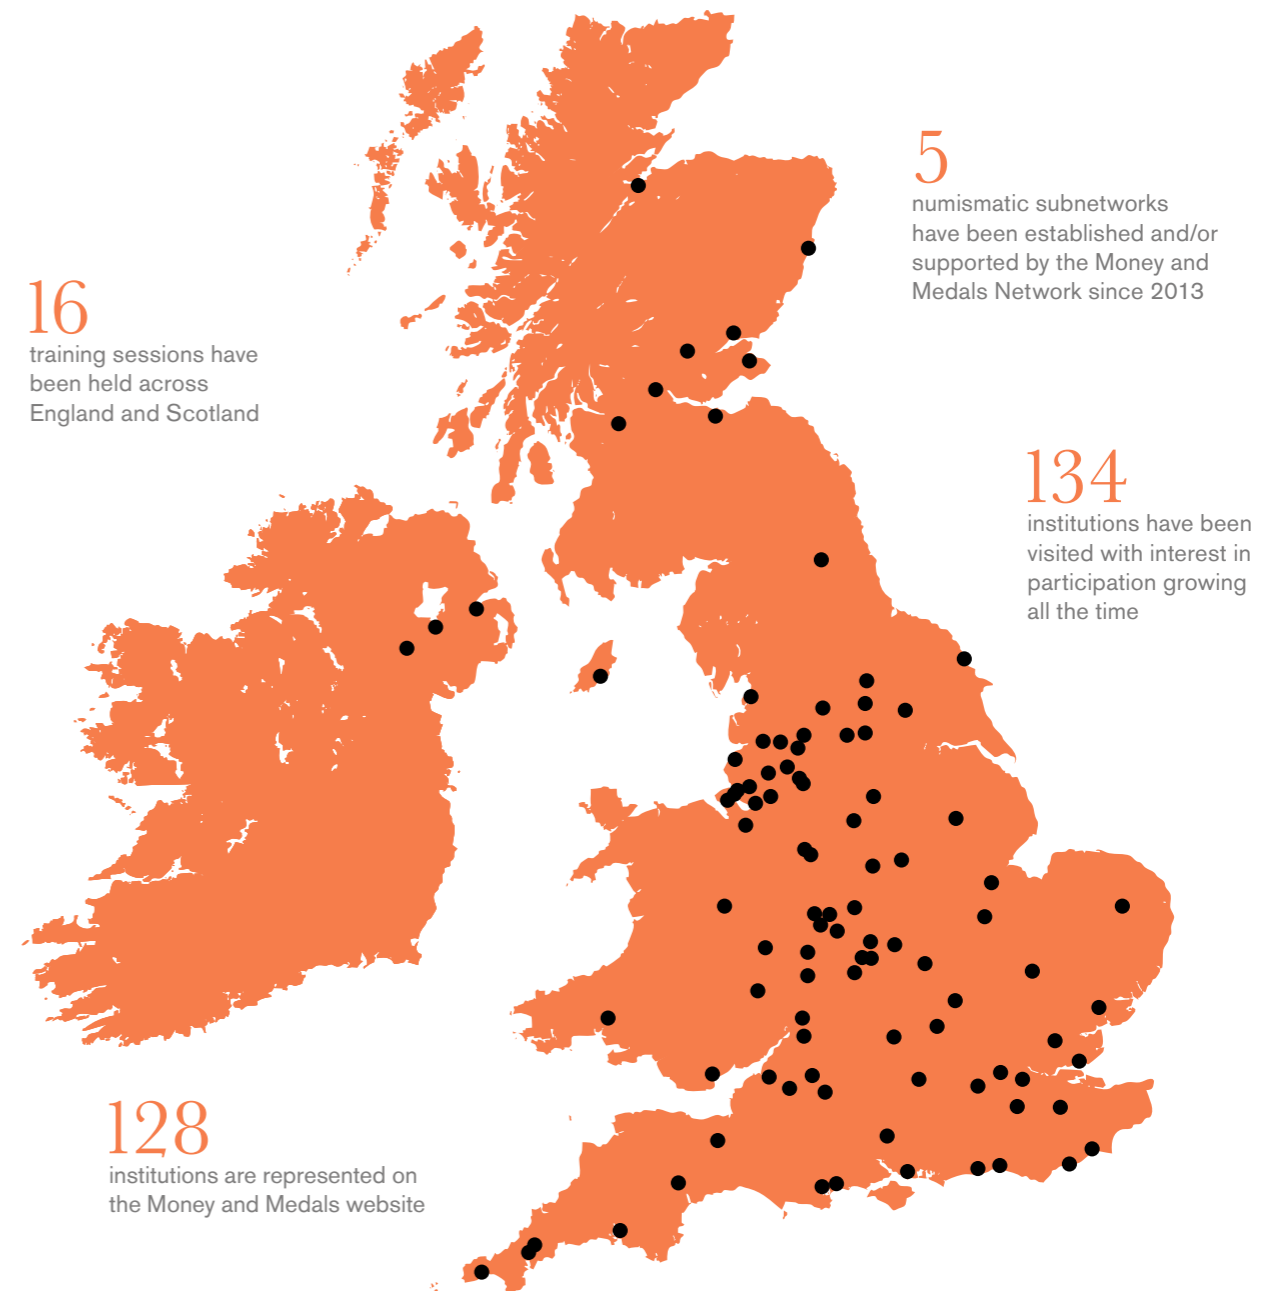 5
numismatic subnetworks
have been established and/or
supported by the Money and
Medals Network since 2013
16
training sessions have
been held across
England and Scotland
134
institutions have been
visited with interest in
participation growing
all the time
128
institutions are represented on
the Money and Medals website